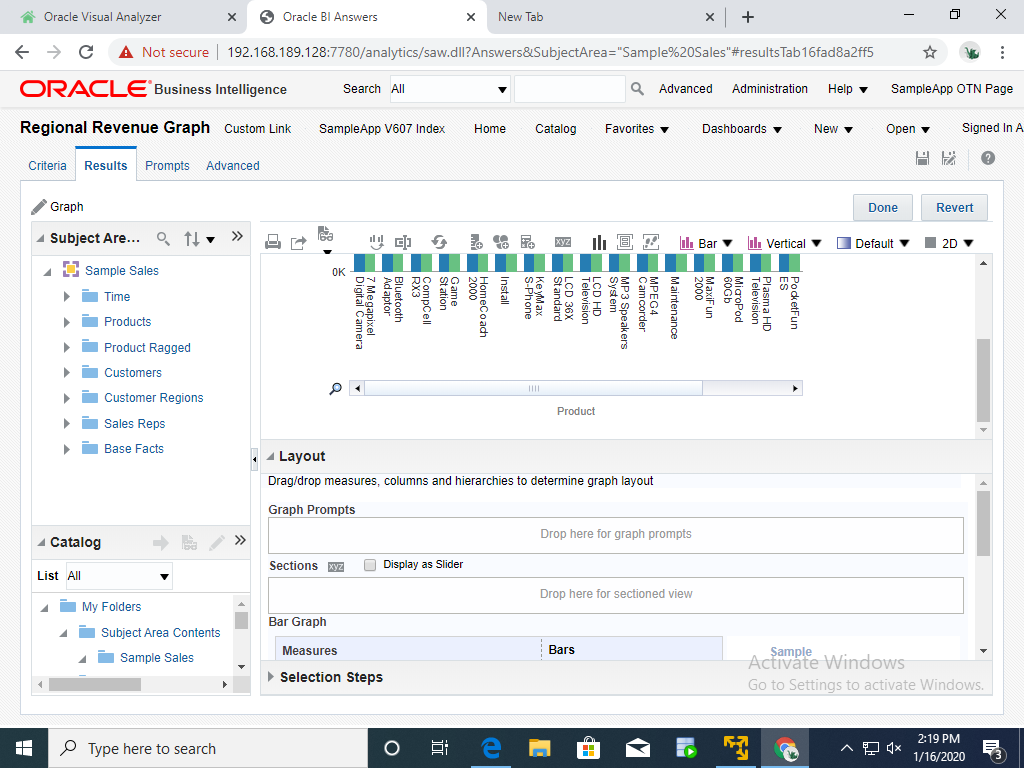 Oracle Visual Analyzer
Oracle BI Answers
New Tab
Not secure
192.168.189.128:7780/analytics/saw.dll?Answers&SubjectArea="Sample%20Sales"#resultsTab16fad8a2ff5
ORACLE Business Intelligence
Search
All
Advanced
Administration
Help
SampleApp OTN Page
Regional Revenue Graph
Custom Link
SampleApp V607 Index
Home
Catalog
Favorites
Dashboards
New
Open
Signed In A
Criteria
Results
Prompts
Advanced
Graph
Done
Revert
Subject Are...
Bar
Vertical
Default
2D
Sample Sales
Time
Products
Product Ragged
Customers
Customer Regions
Sales Reps
Base Facts
0K
7 Megapixel
Digital Camera
Bluetooth
Adaptor
CompCell
RX3
Game
Station
HomeCoach
2000
Install
KeyMax
S-Phone
LCD 36X
Standard
LCD HD
Television
MP3 Speakers
System
MPEG4
Camcorder
Maintenance
MaxiFun
2000
MicroPod
60Gb
Plasma HD
Television
PocketFun
ES
Product
Layout
Drag/drop measures, columns and hierarchies to determine graph layout
Graph Prompts
Drop here for graph prompts
Sections
xyz
Display as Slider
Drop here for sectioned view
Bar Graph
Measures
Bars
Sample
Catalog
List
All
My Folders
Subject Area Contents
Sample Sales
Selection Steps
Activate Windows
Go to Settings to activate Windows.
Type here to search
2:19 PM
1/16/2020
3